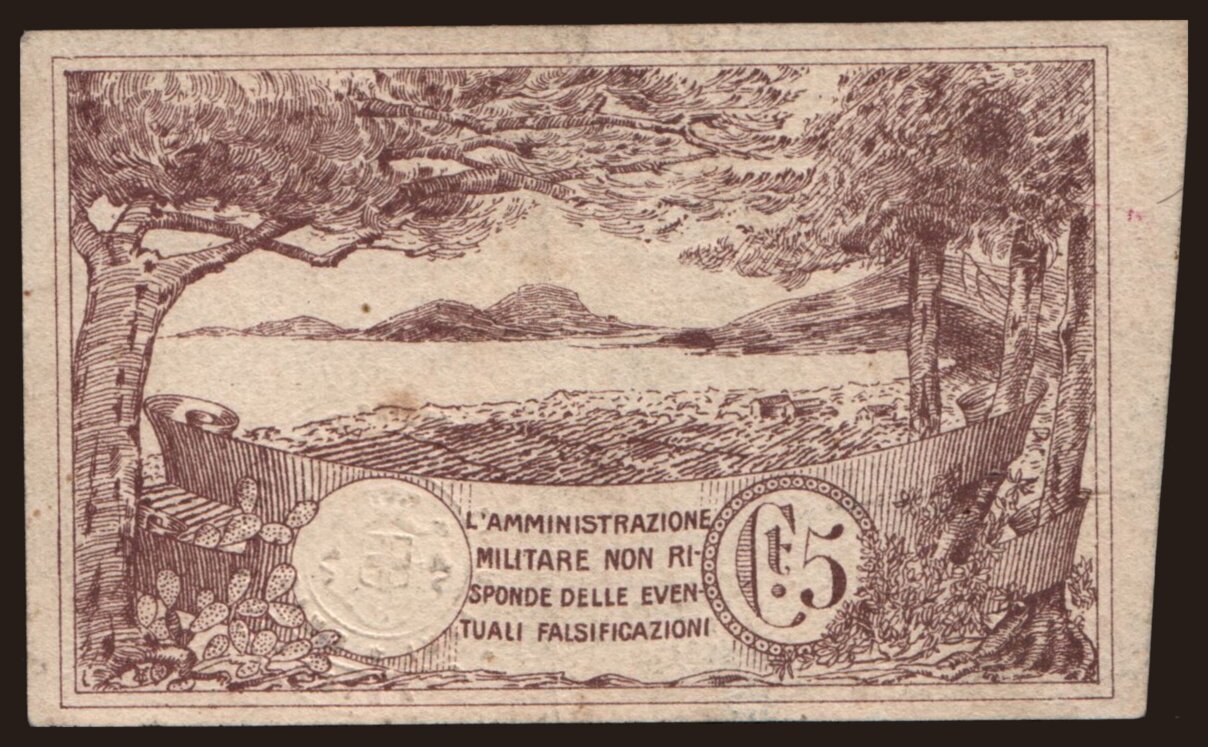 L'AMMINISTRAZIONE
MILITARE NON RI-
SPONDE DELLE EVEN-
TUALI FALSIFICAZIONI
Ct. 5